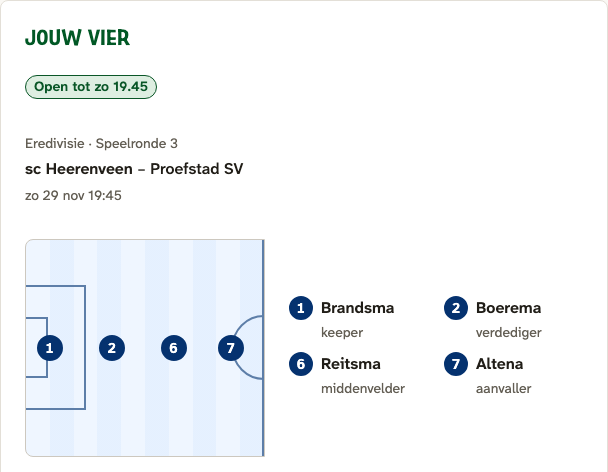 JOUW VIER
Open tot zo 19.45
Eredivisie · Speelronde 3
sc Heerenveen – Proefstad SV
zo 29 nov 19:45
1 2 6 7
1 Brandsma 2 Boerema
keeper verdediger
6 Reitsma 7 Altena
middenvelder aanvaller